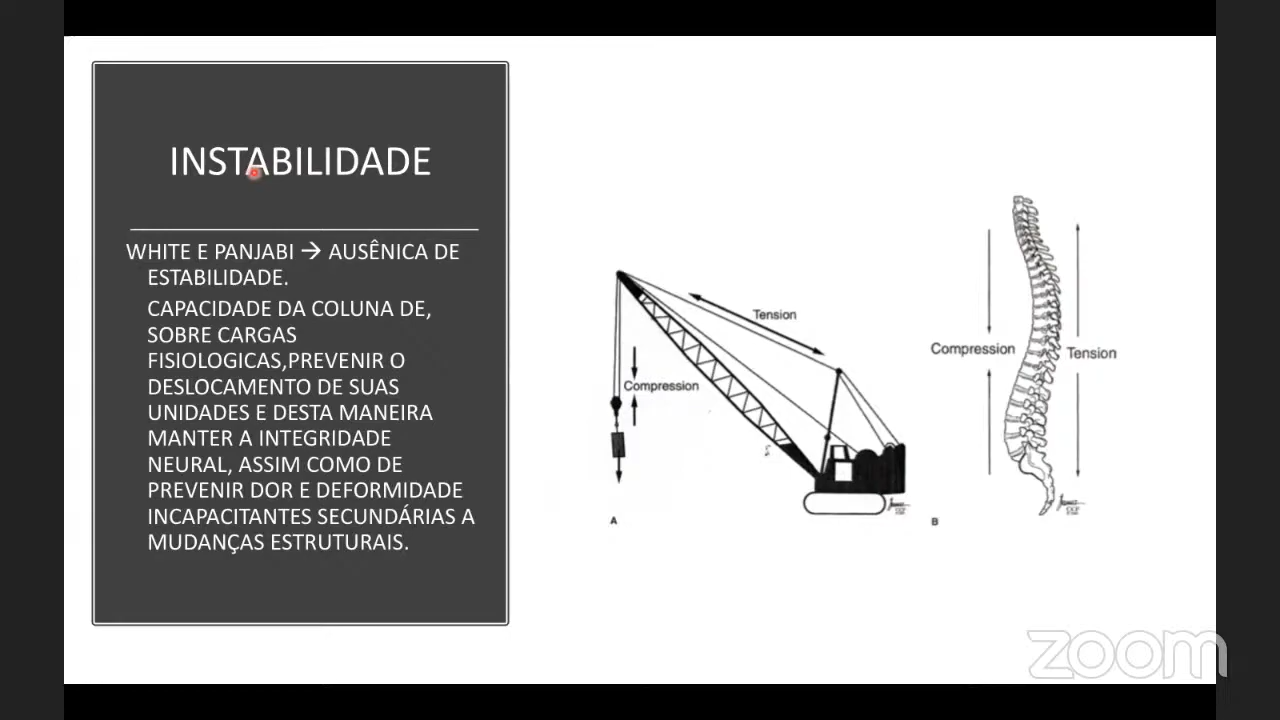 INSTABILIDADE
WHITE E PANJABI → AUSÊNICA DE
ESTABILIDADE.
CAPACIDADE DA COLUNA DE,
SOBRE CARGAS
FISIOLOGICAS,PREVENIR O
DESLOCAMENTO DE SUAS
UNIDADES E DESTA MANEIRA
MANTER A INTEGRIDADE
NEURAL, ASSIM COMO DE
PREVENIR DOR E DEFORMIDADE
INCAPACITANTES SECUNDÁRIAS A
MUDANÇAS ESTRUTURAIS.
Tension
Compression
A
Compression
Tension
B
zoom